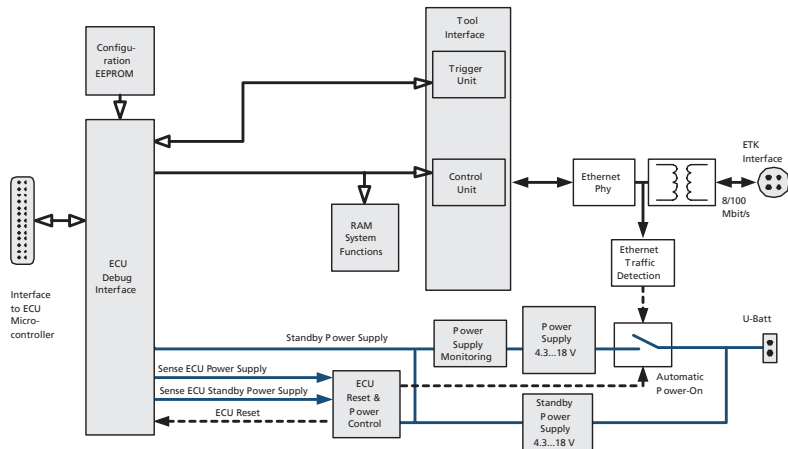 Configu-
ration
EEPROM
Tool
Interface
Trigger
Unit
Control
Unit
Ethernet
Phy
ETK
Interface
8/100
Mbit/s
RAM
System
Functions
Ethernet
Traffic
Detection
ECU
Debug
Interface
Interface
to ECU
Micro-
controller
U-Batt
Standby Power Supply
Power
Supply
Monitoring
Power
Supply
4.3...18 V
Sense ECU Power Supply
Sense ECU Standby Power Supply
ECU Reset
ECU
Reset &
Power
Control
Automatic
Power-On
Standby
Power
Supply
4.3...18 V